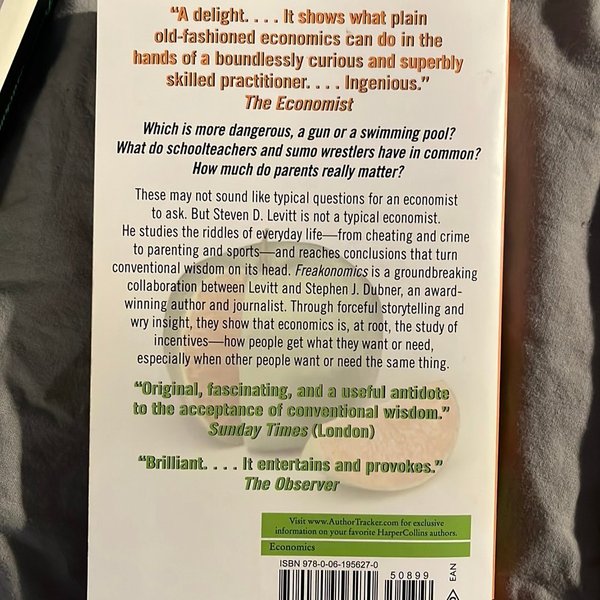 “A delight. . . . It shows what plain
old-fashioned economics can do in the
hands of a boundlessly curious and superbly
skilled practitioner. . . . Ingenious.”
The Economist
Which is more dangerous, a gun or a swimming pool?
What do schoolteachers and sumo wrestlers have in common?
How much do parents really matter?
These may not sound like typical questions for an economist
to ask. But Steven D. Levitt is not a typical economist.
He studies the riddles of everyday life—from cheating and crime
to parenting and sports—and reaches conclusions that turn
conventional wisdom on its head. Freakonomics is a groundbreaking
collaboration between Levitt and Stephen J. Dubner, an award-
winning author and journalist. Through forceful storytelling and
wry insight, they show that economics is, at root, the study of
incentives—how people get what they want or need,
especially when other people want or need the same thing.
“Original, fascinating, and a useful antidote
to the acceptance of conventional wisdom.”
Sunday Times (London)
“Brilliant. . . . It entertains and provokes.”
The Observer
Visit www.AuthorTracker.com for exclusive
information on your favorite HarperCollins authors.
Economics
ISBN 978-0-06-195627-0
50899
EAN